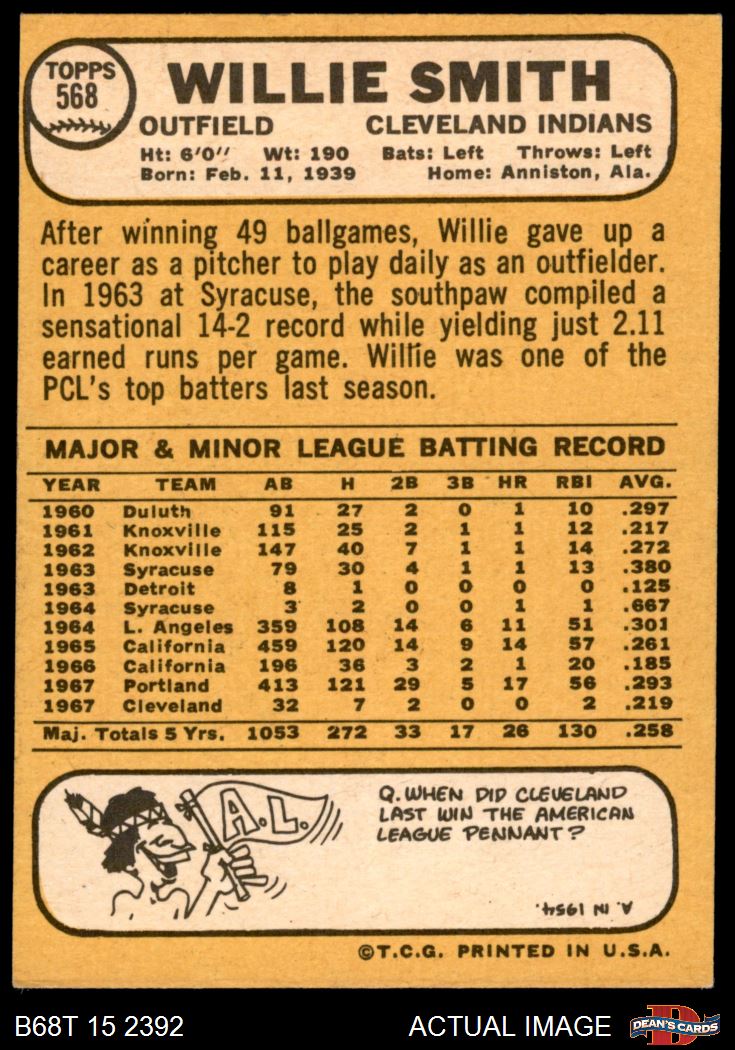 TOPPS
568
WILLIE SMITH
OUTFIELD CLEVELAND INDIANS
Ht: 6'0" Wt: 190 Bats: Left Throws: Left
Born: Feb. 11, 1939 Home: Anniston, Ala.
After winning 49 ballgames, Willie gave up a
career as a pitcher to play daily as an outfielder.
In 1963 at Syracuse, the southpaw compiled a
sensational 14-2 record while yielding just 2.11
earned runs per game. Willie was one of the
PCL's top batters last season.
MAJOR & MINOR LEAGUE BATTING RECORD
YEAR TEAM AB H 2B 3B HR RBI AVG.
1960 Duluth 91 27 2 0 1 10 .297
1961 Knoxville 115 25 2 1 1 12 .217
1962 Knoxville 147 40 7 1 1 14 .272
1963 Syracuse 79 30 4 1 1 13 .380
1963 Detroit 8 1 0 0 0 0 .125
1964 Syracuse 3 2 0 0 1 1 .667
1964 L. Angeles 359 108 14 6 11 51 .301
1965 California 459 120 14 9 14 57 .261
1966 California 196 36 3 2 1 20 .185
1967 Portland 413 121 29 5 17 56 .293
1967 Cleveland 32 7 2 0 0 2 .219
Maj. Totals 5 Yrs. 1053 272 33 17 26 130 .258
A.L.
Q. WHEN DID CLEVELAND
LAST WIN THE AMERICAN
LEAGUE PENNANT?
A. IN 1954.
©T.C.G. PRINTED IN U.S.A.
B68T 15 2392 ACTUAL IMAGE
DEAN'S CARDS